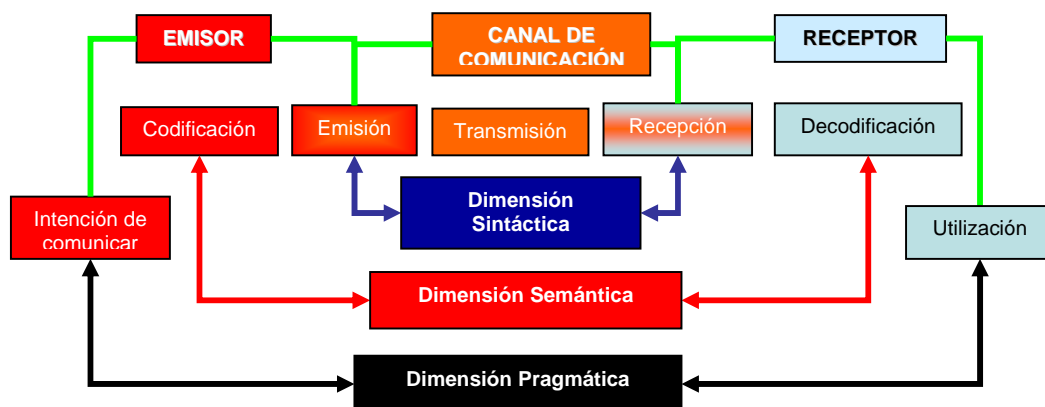 EMISOR
CANAL DE
COMUNICACIÓN
RECEPTOR
Codificación
Emisión
Transmisión
Recepción
Decodificación
Intención de
comunicar
Dimensión
Sintáctica
Utilización
Dimensión Semántica
Dimensión Pragmática